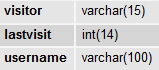 visitor varchar(15)
lastvisit int(14)
username varchar(100)